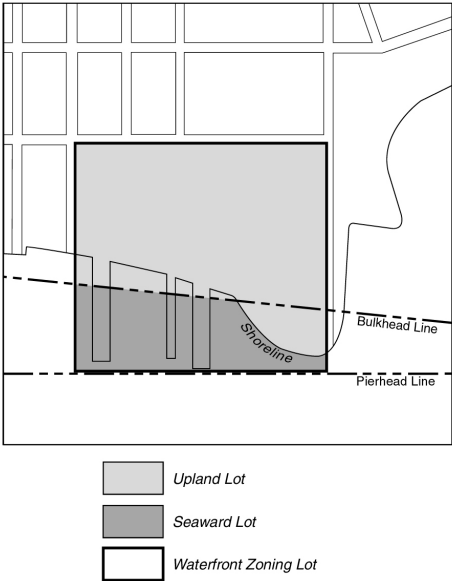 Shoreline
Bulkhead Line
Pierhead Line
Upland Lot
Seaward Lot
Waterfront Zoning Lot